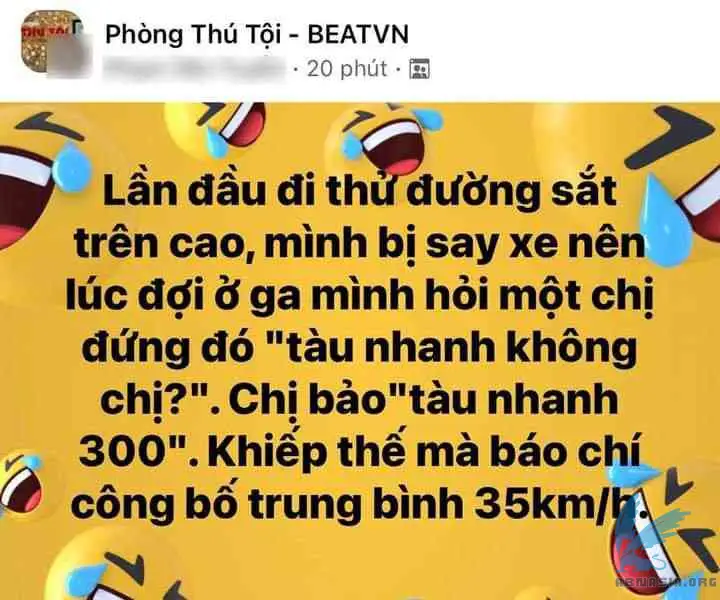 Phòng Thú Tội - BEATVN
· 20 phút ·
Lần đầu đi thử đường sắt
trên cao, mình bị say xe nên
lúc đợi ở ga mình hỏi một chị
đứng đó "tàu nhanh không
chị?". Chị bảo"tàu nhanh
300". Khiếp thế mà báo chí
công bố trung bình 35km/h.
ABNASIA.ORG